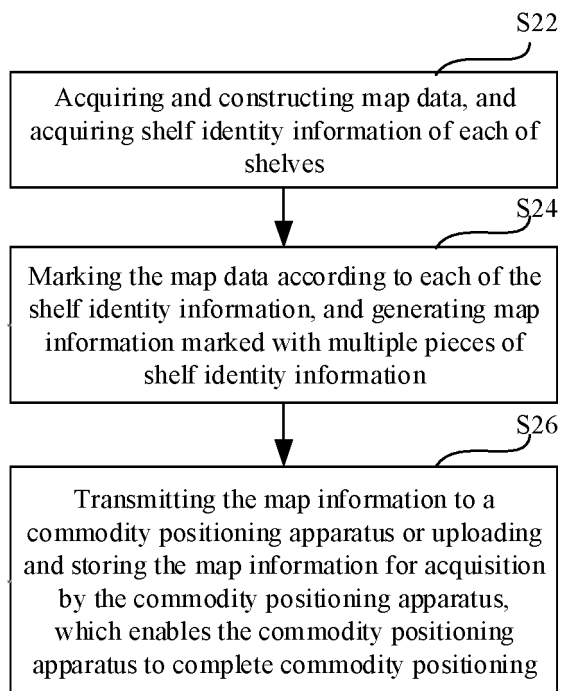 S22
Acquiring and constructing map data, and
acquiring shelf identity information of each of
shelves
S24
Marking the map data according to each of the
shelf identity information, and generating map
information marked with multiple pieces of
shelf identity information
S26
Transmitting the map information to a
commodity positioning apparatus or uploading
and storing the map information for acquisition
by the commodity positioning apparatus,
which enables the commodity positioning
apparatus to complete commodity positioning